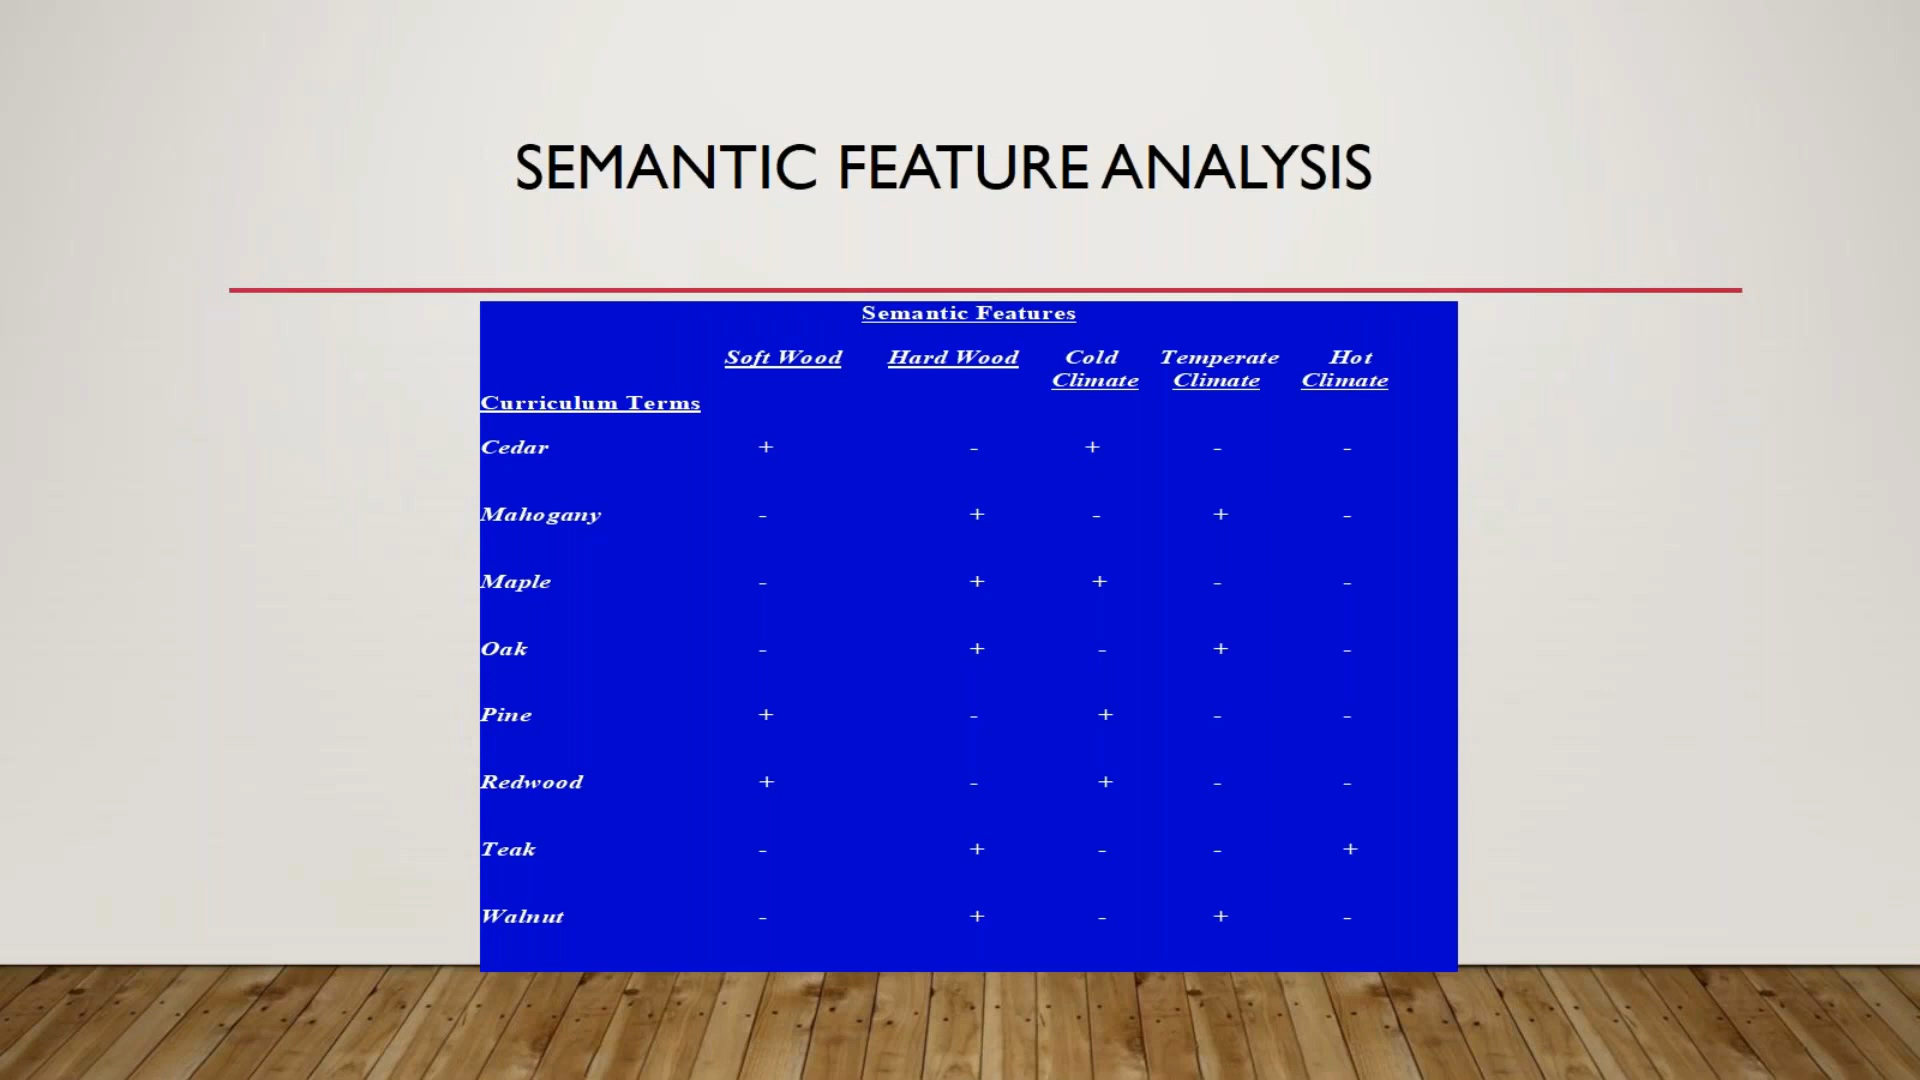 SEMANTIC FEATURE ANALYSIS
Semantic Features
Soft Wood Hard Wood Cold Temperate Hot
Climate Climate Climate
Curriculum Terms
Cedar + - + - -
Mahogany - + - + -
Maple - + + - -
Oak - + - + -
Pine + - + - -
Redwood + - + - -
Teak - + - - +
Walnut - + - + -